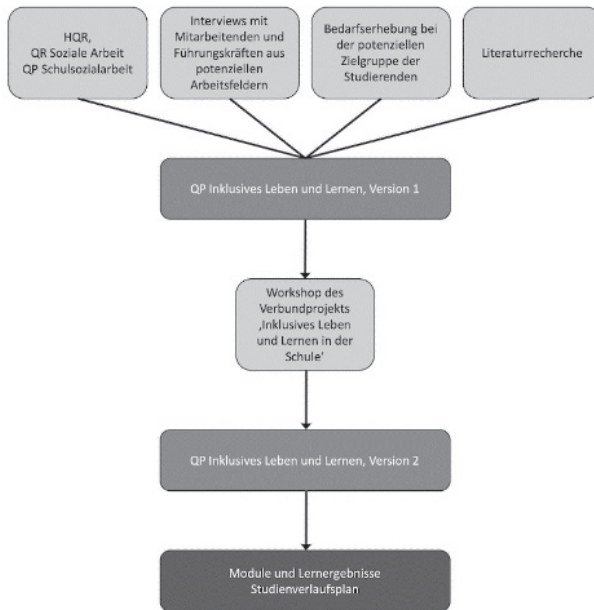 HQR,
QR Soziale Arbeit
QP Schulsozialarbeit
Interviews mit
Mitarbeitenden und
Führungskräften aus
potenziellen
Arbeitsfeldern
Bedarfserhebung bei
der potenziellen
Zielgruppe der
Studierenden
Literaturrecherche
QP Inklusives Leben und Lernen, Version 1
Workshop des
Verbundprojekts
‚Inklusives Leben
und Lernen in der
Schule‘
QP Inklusives Leben und Lernen, Version 2
Module und Lernergebnisse
Studienverlaufsplan